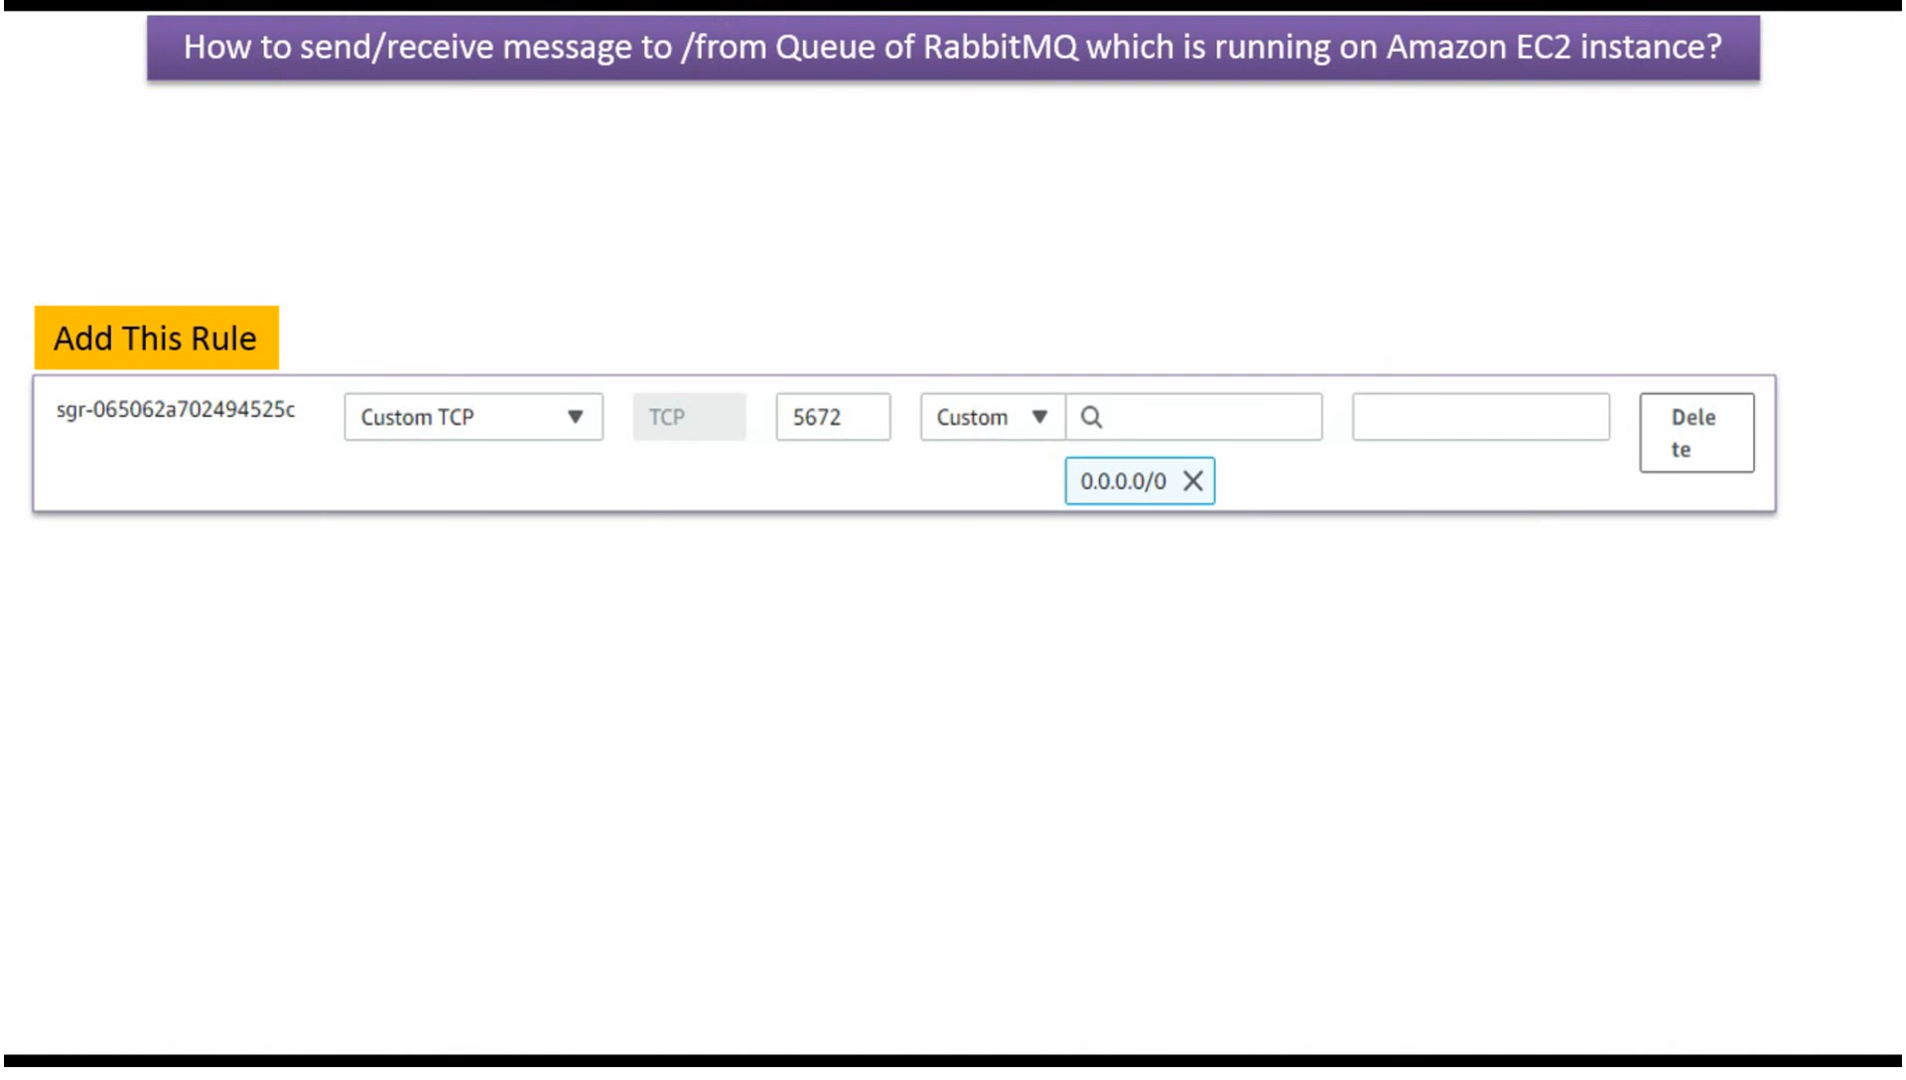 How to send/receive message to /from Queue of RabbitMQ which is running on Amazon EC2 instance?
Add This Rule
sgr-065062a702494525c Custom TCP TCP 5672 Custom Dele
te
0.0.0.0/0